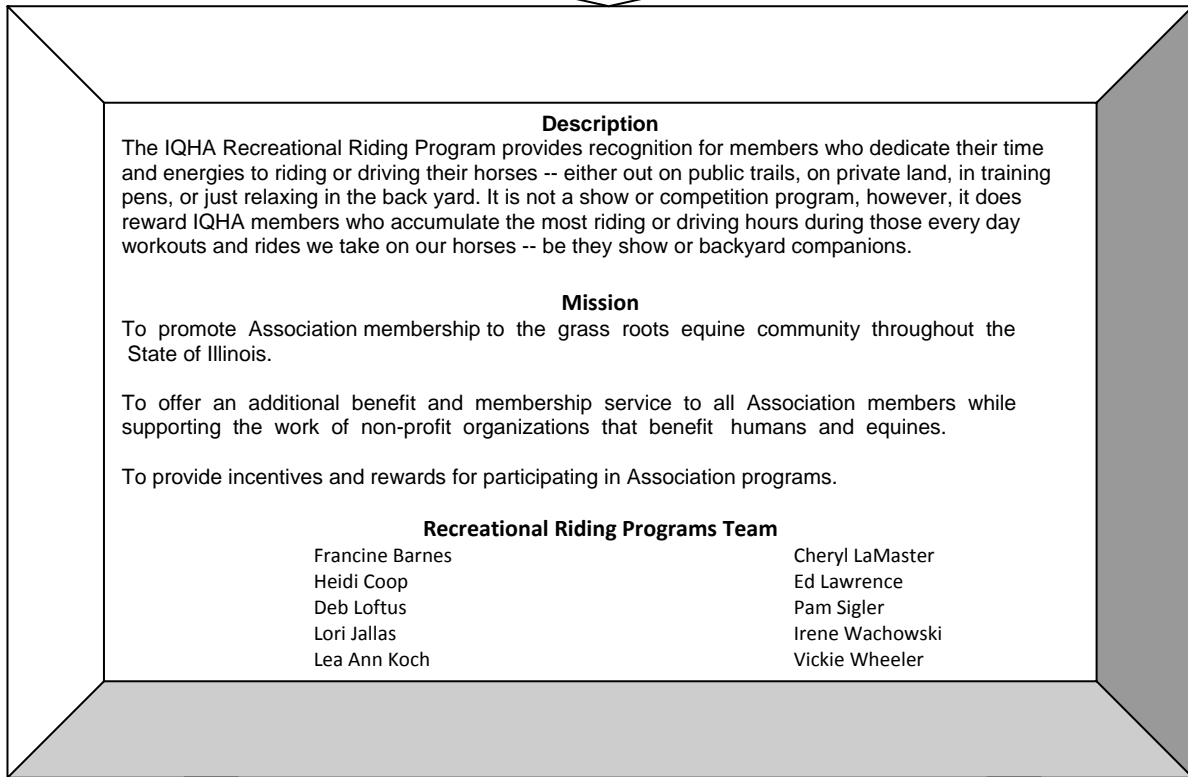 Description
The IQHA Recreational Riding Program provides recognition for members who dedicate their time
and energies to riding or driving their horses -- either out on public trails, on private land, in training
pens, or just relaxing in the back yard. It is not a show or competition program, however, it does
reward IQHA members who accumulate the most riding or driving hours during those every day
workouts and rides we take on our horses -- be they show or backyard companions.
Mission
To promote Association membership to the grass roots equine community throughout the
State of Illinois.
To offer an additional benefit and membership service to all Association members while
supporting the work of non-profit organizations that benefit humans and equines.
To provide incentives and rewards for participating in Association programs.
Recreational Riding Programs Team
Francine Barnes Cheryl LaMaster
Heidi Coop Ed Lawrence
Deb Loftus Pam Sigler
Lori Jallas Irene Wachowski
Lea Ann Koch Vickie Wheeler